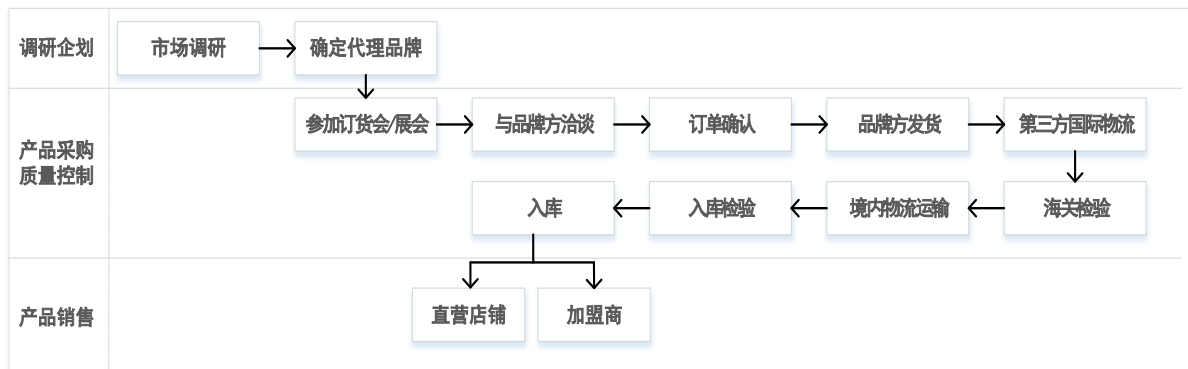 调研企划
市场调研
确定代理品牌
产品采购
质量控制
参加订货会/展会
与品牌方洽谈
订单确认
品牌方发货
第三方国际物流
入库
入库检验
境内物流运输
海关检验
产品销售
直营店铺
加盟商